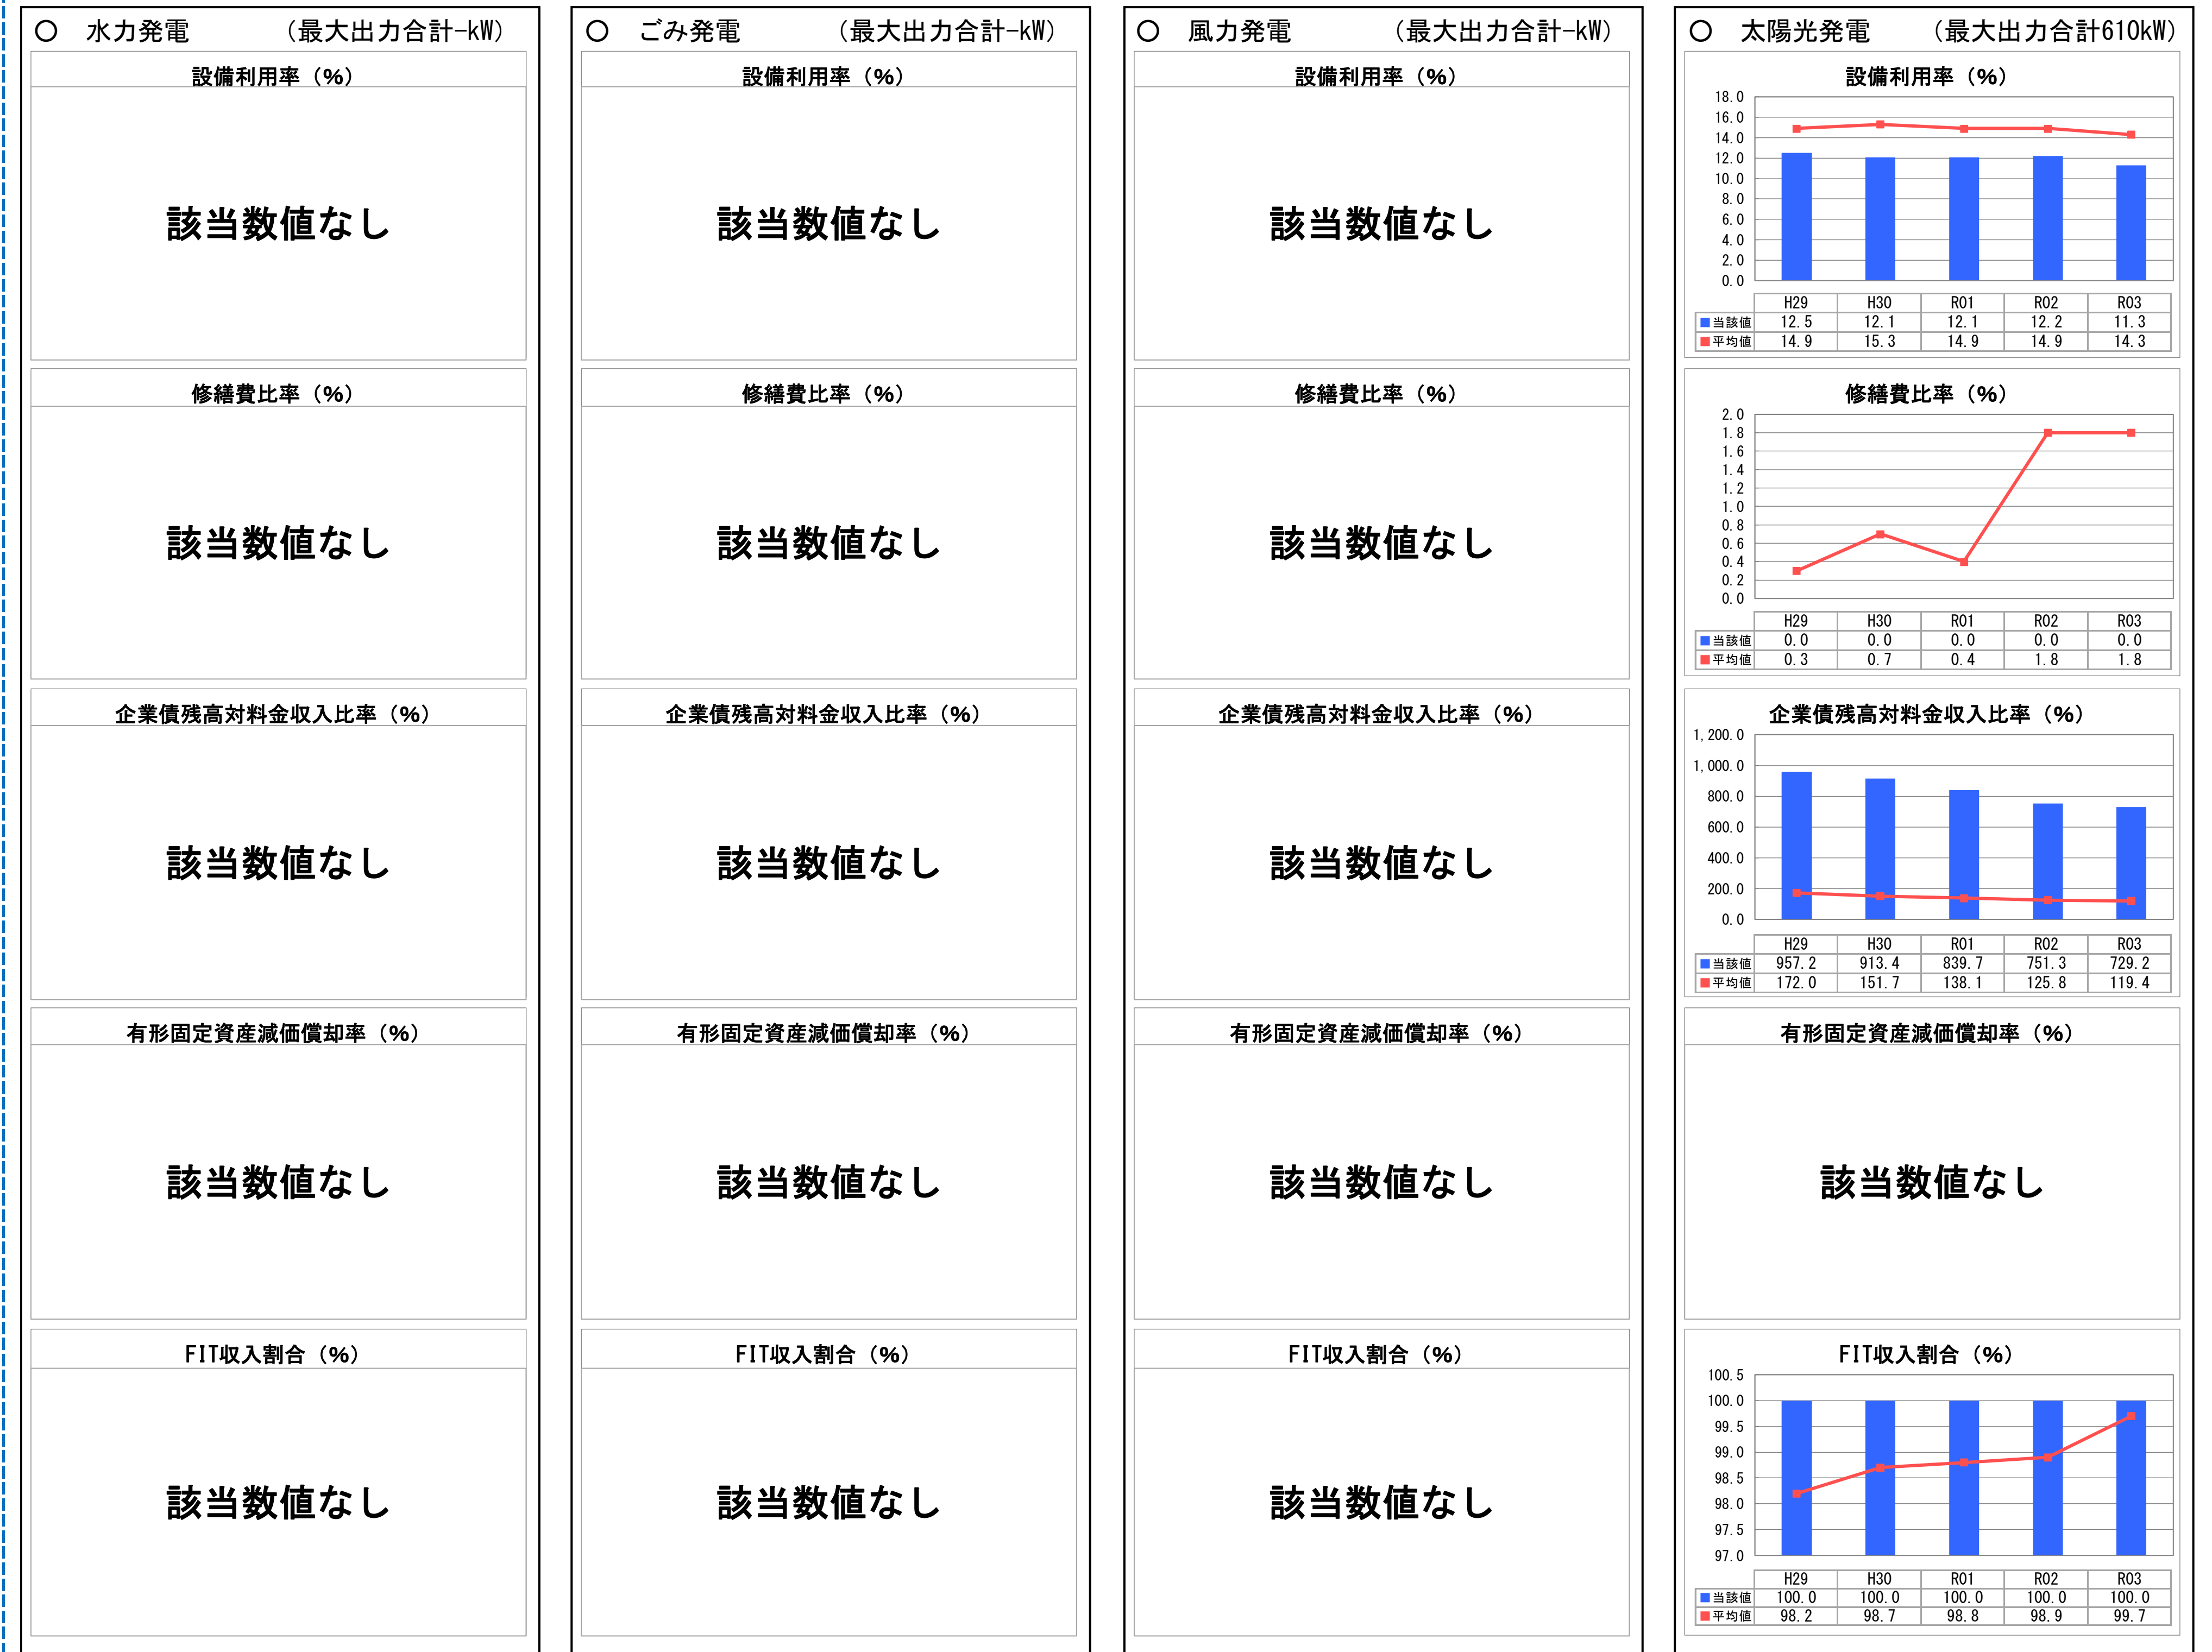 ○ 水力発電 （最大出力合計-kW）
設備利用率（%）
該当数値なし
修繕費比率（%）
該当数値なし
企業債残高対料金収入比率（%）
該当数値なし
有形固定資産減価償却率（%）
該当数値なし
FIT収入割合（%）
該当数値なし
○ ごみ発電 （最大出力合計-kW）
設備利用率（%）
該当数値なし
修繕費比率（%）
該当数値なし
企業債残高対料金収入比率（%）
該当数値なし
有形固定資産減価償却率（%）
該当数値なし
FIT収入割合（%）
該当数値なし
○ 風力発電 （最大出力合計-kW）
設備利用率（%）
該当数値なし
修繕費比率（%）
該当数値なし
企業債残高対料金収入比率（%）
該当数値なし
有形固定資産減価償却率（%）
該当数値なし
FIT収入割合（%）
該当数値なし
○ 太陽光発電 （最大出力合計610kW）
設備利用率（%）
18.0
16.0
14.0
12.0
10.0
8.0
6.0
4.0
2.0
0.0
H29 H30 R01 R02 R03
当該値 12.5 12.1 12.1 12.2 11.3
平均値 14.9 15.3 14.9 14.9 14.3
修繕費比率（%）
2.0
1.8
1.6
1.4
1.2
1.0
0.8
0.6
0.4
0.2
0.0
H29 H30 R01 R02 R03
当該値 0.0 0.0 0.0 0.0 0.0
平均値 0.3 0.7 0.4 1.8 1.8
企業債残高対料金収入比率（%）
1,200.0
1,000.0
800.0
600.0
400.0
200.0
0.0
H29 H30 R01 R02 R03
当該値 957.2 913.4 839.7 751.3 729.2
平均値 172.0 151.7 138.1 125.8 119.4
有形固定資産減価償却率（%）
該当数値なし
FIT収入割合（%）
100.5
100.0
99.5
99.0
98.5
98.0
97.5
97.0
H29 H30 R01 R02 R03
当該値 100.0 100.0 100.0 100.0 100.0
平均値 98.2 98.7 98.8 98.9 99.7